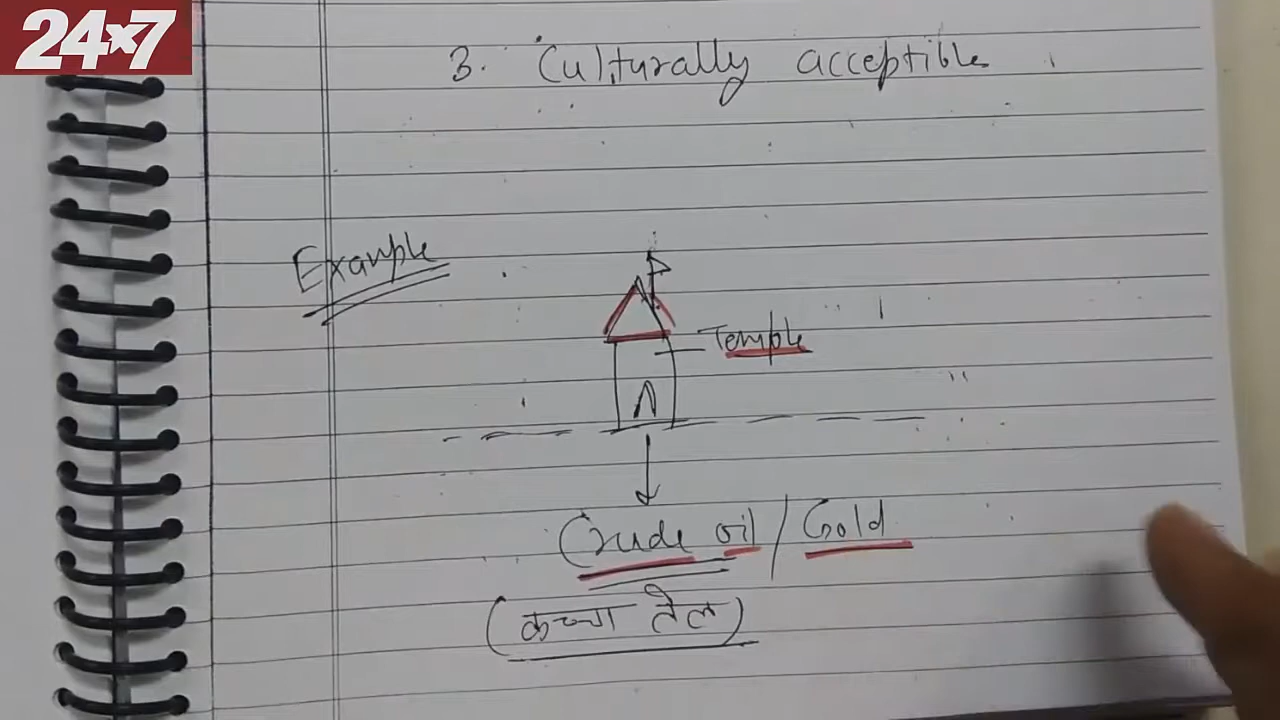 24x7
3. Culturally acceptible
Example
Temple
Crude oil / Gold
(कच्चा तेल)